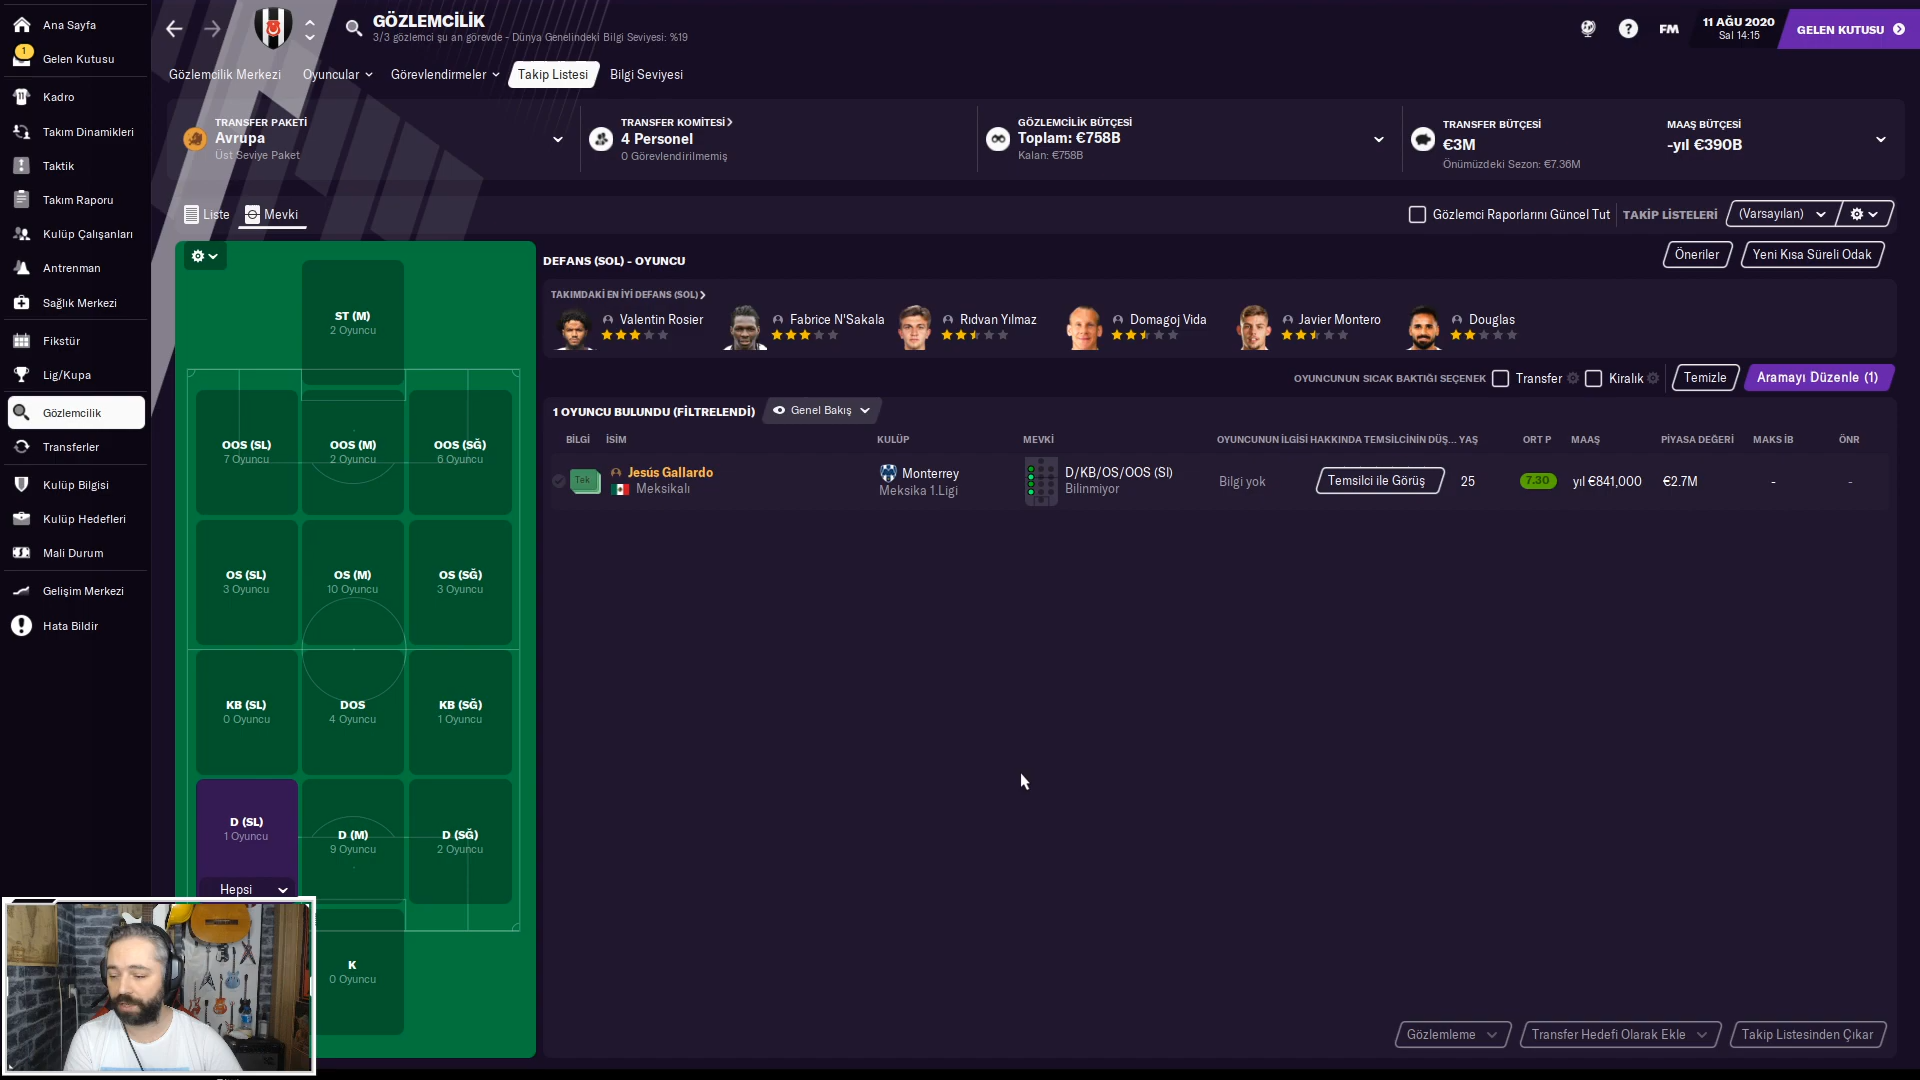 Ana Sayfa
1
Gelen Kutusu
Kadro
Takım Dinamikleri
Taktik
Takım Raporu
Kulüp Çalışanları
Antrenman
Sağlık Merkezi
Fikstür
Lig/Kupa
Gözlemcilik
Transferler
Kulüp Bilgisi
Kulüp Hedefleri
Mali Durum
Gelişim Merkezi
Hata Bildir
GÖZLEMCİLİK
3/3 gözlemci şu an görevde - Dünya Genelindeki Bilgi Seviyesi: %19
FM
11 AĞU 2020
Sal 14:15
GELEN KUTUSU
Gözlemcilik Merkezi Oyuncular Görevlendirmeler Takip Listesi Bilgi Seviyesi
TRANSFER PAKETİ
Avrupa
Üst Seviye Paket
TRANSFER KOMİTESİ
4 Personel
0 Görevlendirilmemiş
GÖZLEMCİLİK BÜTÇESİ
Toplam: €758B
Kalan: €758B
TRANSFER BÜTÇESİ
€3M
Önümüzdeki Sezon: €7.36M
MAAŞ BÜTÇESİ
-yıl €390B
Liste Mevki
Gözlemci Raporlarını Güncel Tut TAKİP LİSTELERİ (Varsayılan)
ST (M)
2 Oyuncu
OOS (SL)
7 Oyuncu
OOS (M)
2 Oyuncu
OOS (SĞ)
6 Oyuncu
OS (SL)
3 Oyuncu
OS (M)
10 Oyuncu
OS (SĞ)
3 Oyuncu
KB (SL)
0 Oyuncu
DOS
4 Oyuncu
KB (SĞ)
1 Oyuncu
D (SL)
1 Oyuncu
Hepsi
D (M)
9 Oyuncu
D (SĞ)
2 Oyuncu
K
0 Oyuncu
DEFANS (SOL) - OYUNCU
Öneriler Yeni Kısa Süreli Odak
TAKIMDAKİ EN İYİ DEFANS (SOL)
Valentin Rosier Fabrice N'Sakala Rıdvan Yılmaz Domagoj Vida Javier Montero Douglas
OYUNCUNUN SICAK BAKTIĞI SEÇENEK Transfer Kiralık Temizle Aramayı Düzenle (1)
1 OYUNCU BULUNDU (FİLTRELENDİ) Genel Bakış
BİLGİ İSİM KULÜP MEVKİ OYUNCUNUN İLGİSİ HAKKINDA TEMSİLCİNİN DÜŞ... YAŞ ORT P MAAŞ PİYASA DEĞERİ MAKS İB ÖNR
Tek Jesús Gallardo Monterrey D/KB/OS/OOS (Sl) Bilgi yok Temsilci ile Görüş 25 7.30 yıl €841,000 €2.7M - -
Meksikalı Meksika 1.Ligi Bilinmiyor
Gözlemleme Transfer Hedefi Olarak Ekle Takip Listesinden Çıkar